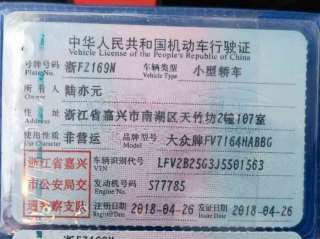 中华人民共和国机动车行驶证
Vehicle License of the People's Republic of China
号牌号码 浙FZ169N 车辆类型 小型轿车
Plate No. Vehicle Type
所有人 陆亦元
住址 浙江省嘉兴市南湖区天竹坊2幢107室
使用性质 非营运 品牌型号 大众牌FV7164HABBG
Use Character
浙江省嘉兴 车辆识别代号 LFV2B25G3J5501563
VIN
市公安局交 发动机号码 S77785
Engine No.
通警察支队 注册日期 2018-04-26 发证日期 2018-04-26
Register Date Issue Date